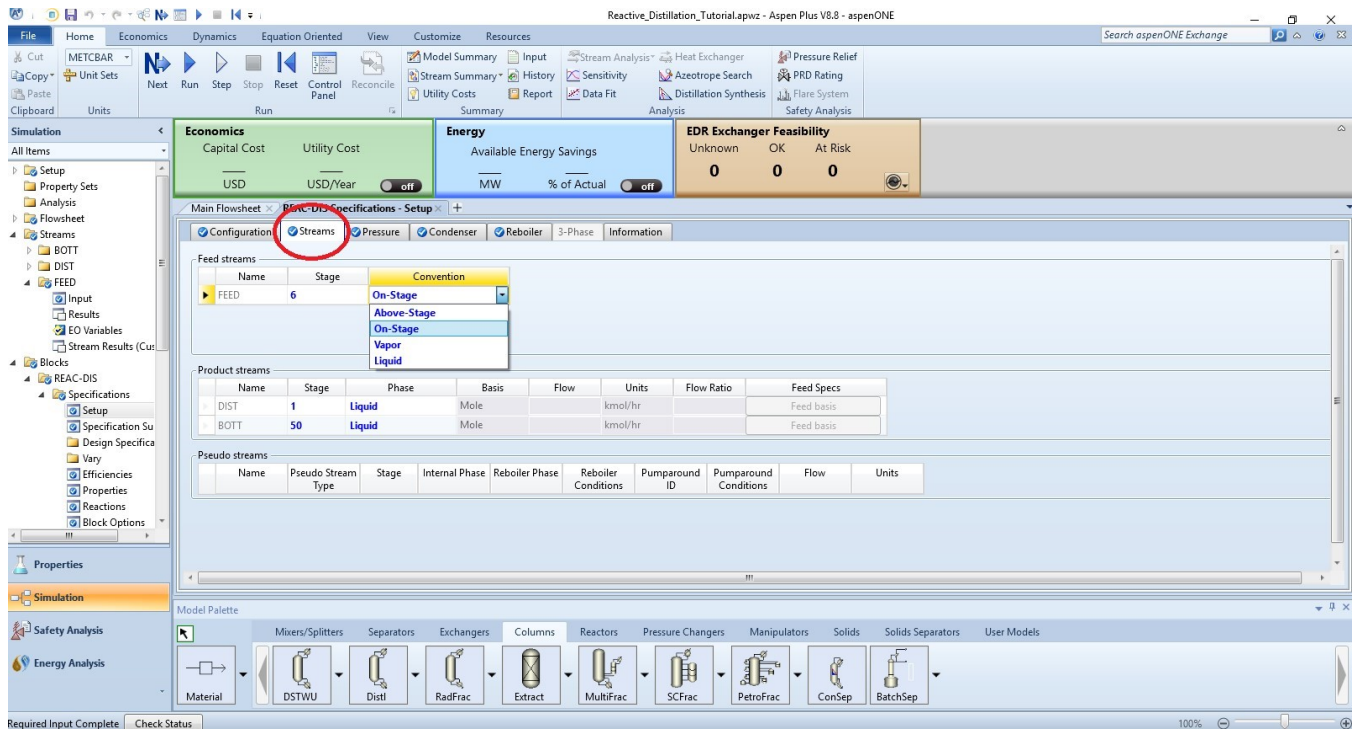 Reactive_Distillation_Tutorial.apwz - Aspen Plus V8.8 - aspenONE
File Home Economics Dynamics Equation Oriented View Customize Resources Search aspenONE Exchange
Cut METCBAR Model Summary Input Stream Analysis Heat Exchanger Pressure Relief
Copy Unit Sets Next Run Step Stop Reset Control Panel Reconcile Stream Summary History Sensitivity Azeotrope Search PRD Rating
Paste Utility Costs Report Data Fit Distillation Synthesis Flare System
Clipboard Units Run Summary Analysis Safety Analysis
Simulation
All Items
Setup
Property Sets
Analysis
Flowsheet
Streams
BOTT
DIST
FEED
Input
Results
EO Variables
Stream Results (Cus
Blocks
REAC-DIS
Specifications
Setup
Specification Su
Design Specifica
Vary
Efficiencies
Properties
Reactions
Block Options
Properties
Simulation
Safety Analysis
Energy Analysis
Economics
Capital Cost Utility Cost
USD USD/Year off
Energy
Available Energy Savings
MW % of Actual off
EDR Exchanger Feasibility
Unknown OK At Risk
0 0 0
Main Flowsheet REAC-DIS Specifications - Setup +
Configuration Streams Pressure Condenser Reboiler 3-Phase Information
Feed streams
Name Stage Convention
FEED 6 On-Stage
Above-Stage
On-Stage
Vapor
Liquid
Product streams
Name Stage Phase Basis Flow Units Flow Ratio Feed Specs
DIST 1 Liquid Mole kmol/hr Feed basis
BOTT 50 Liquid Mole kmol/hr Feed basis
Pseudo streams
Name Pseudo Stream Type Stage Internal Phase Reboiler Phase Reboiler Conditions Pumparound ID Pumparound Conditions Flow Units
Model Palette
Mixers/Splitters Separators Exchangers Columns Reactors Pressure Changers Manipulators Solids Solids Separators User Models
Material DSTWU Distl RadFrac Extract MultiFrac SCFrac PetroFrac ConSep BatchSep
Required Input Complete Check Status 100%